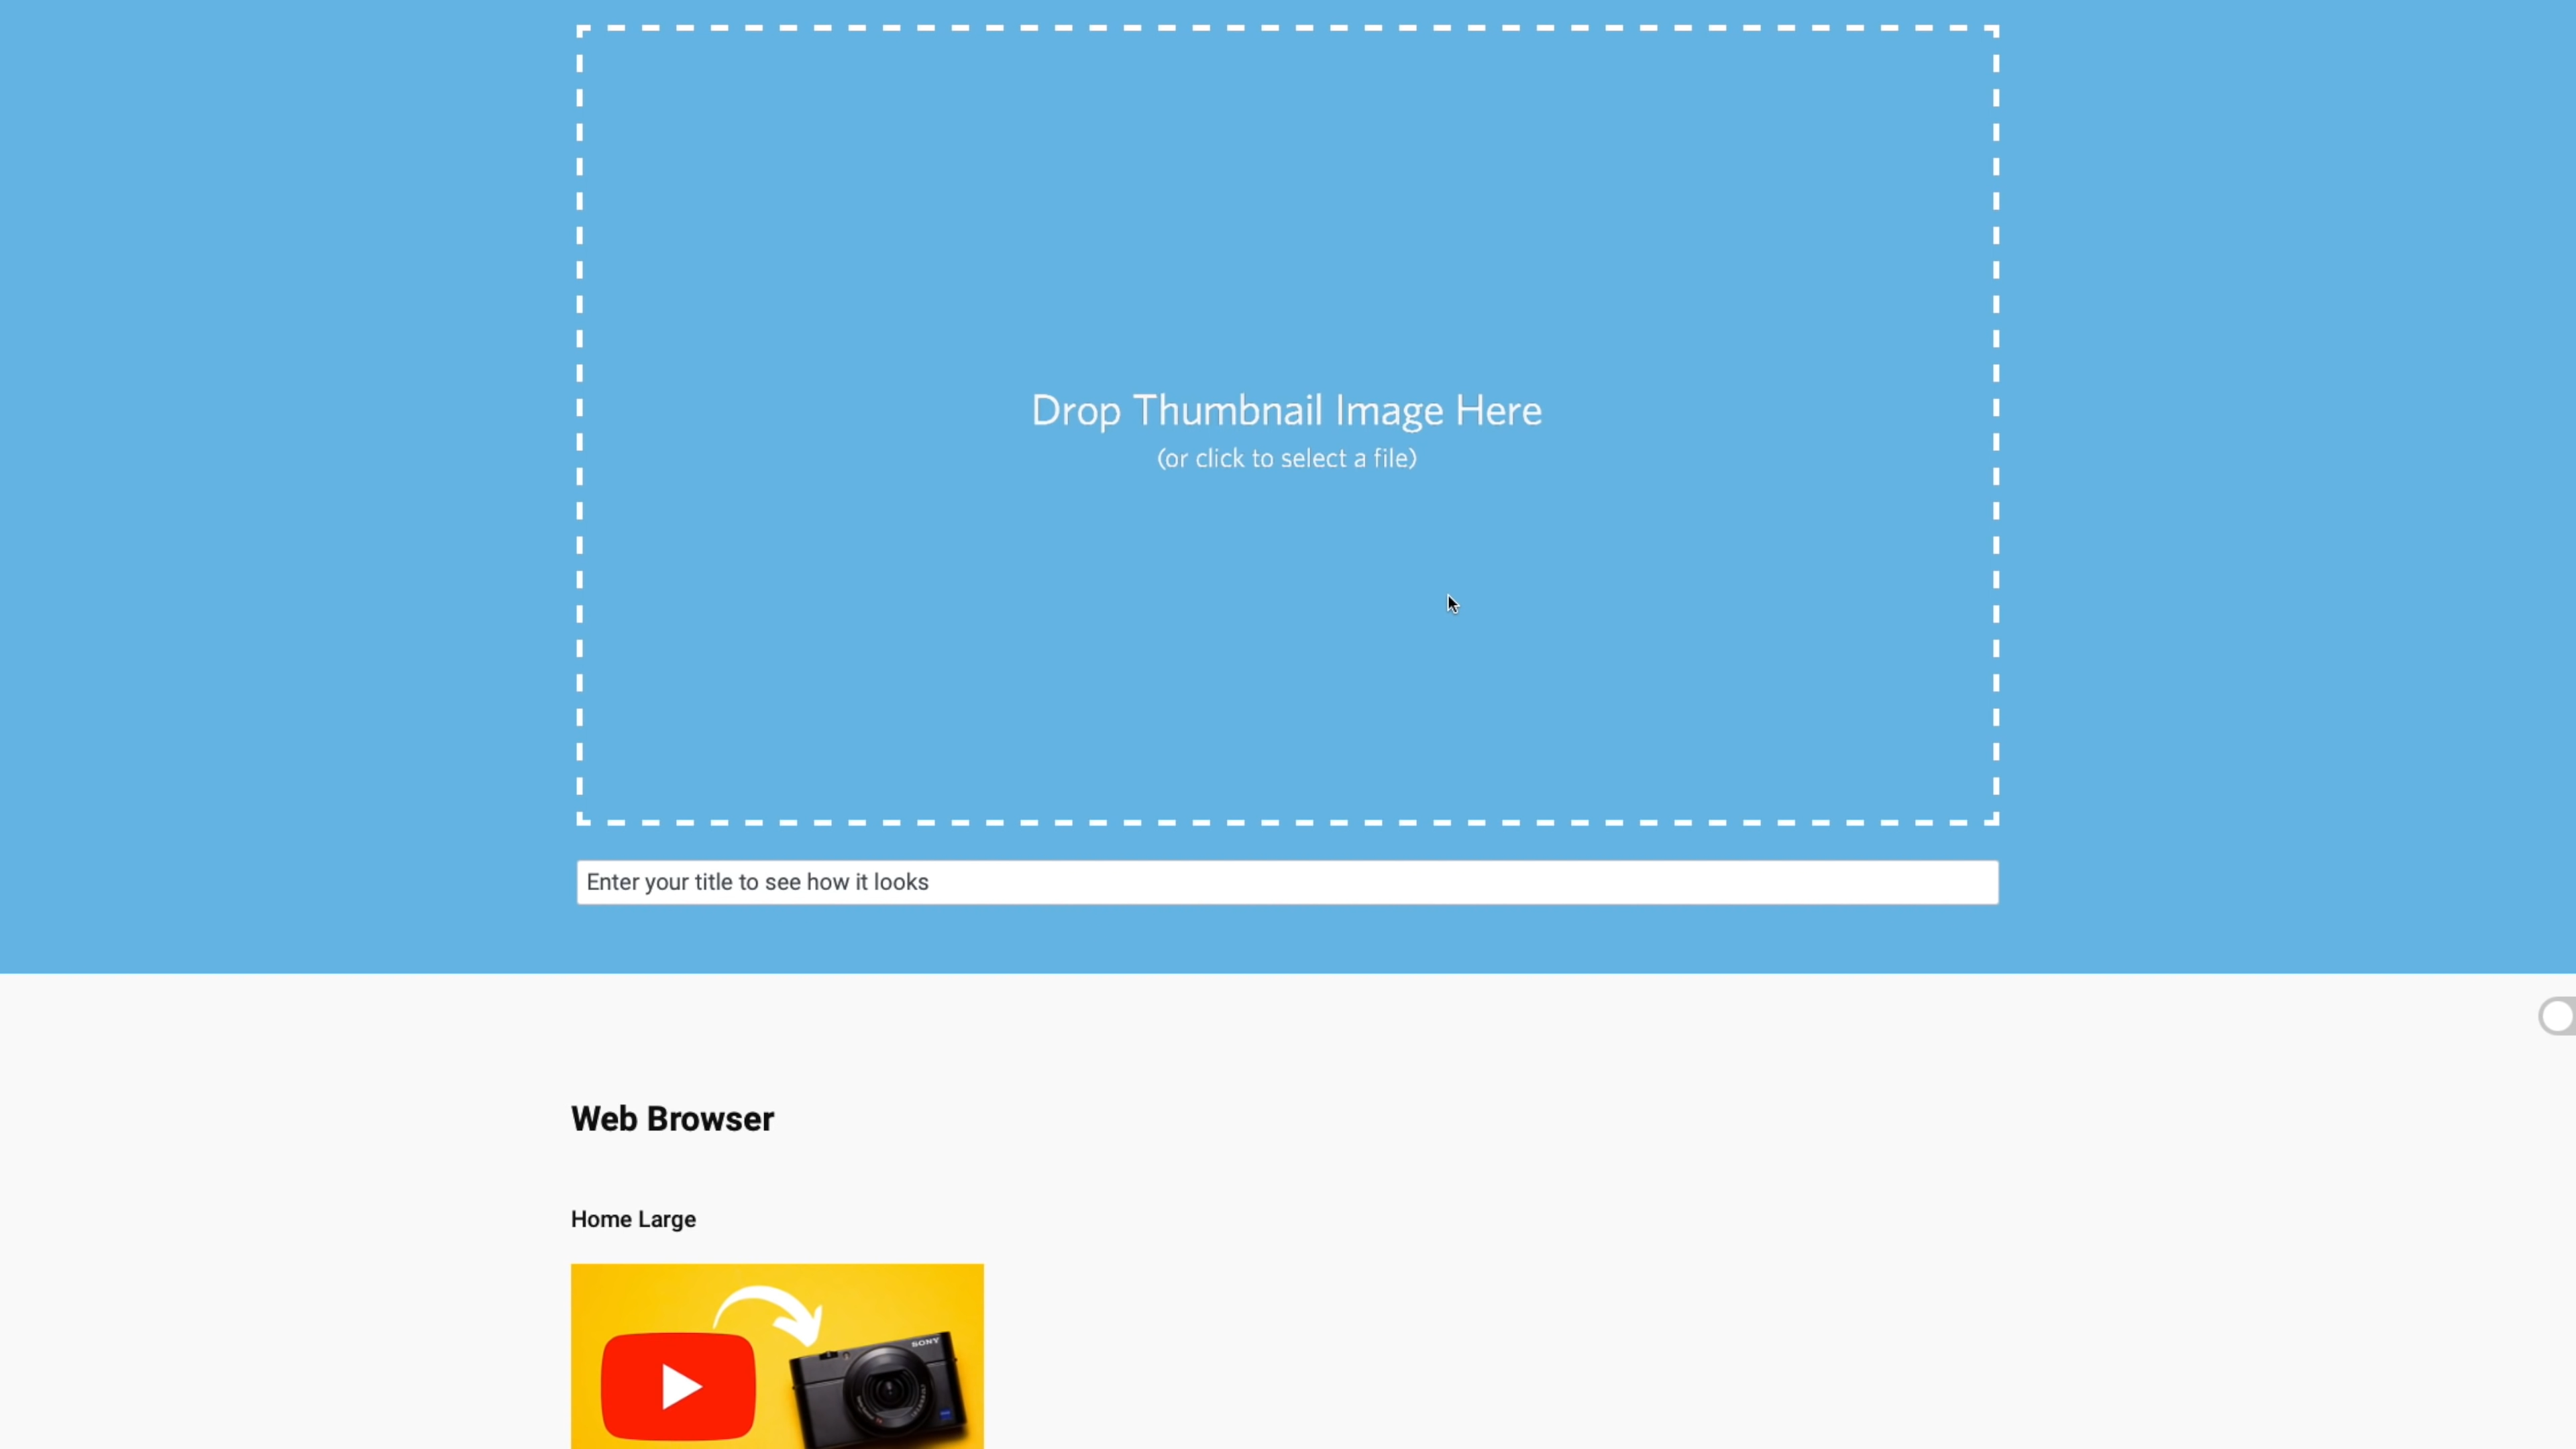 Drop Thumbnail Image Here
(or click to select a file)
Enter your title to see how it looks
Web Browser
Home Large
SONY